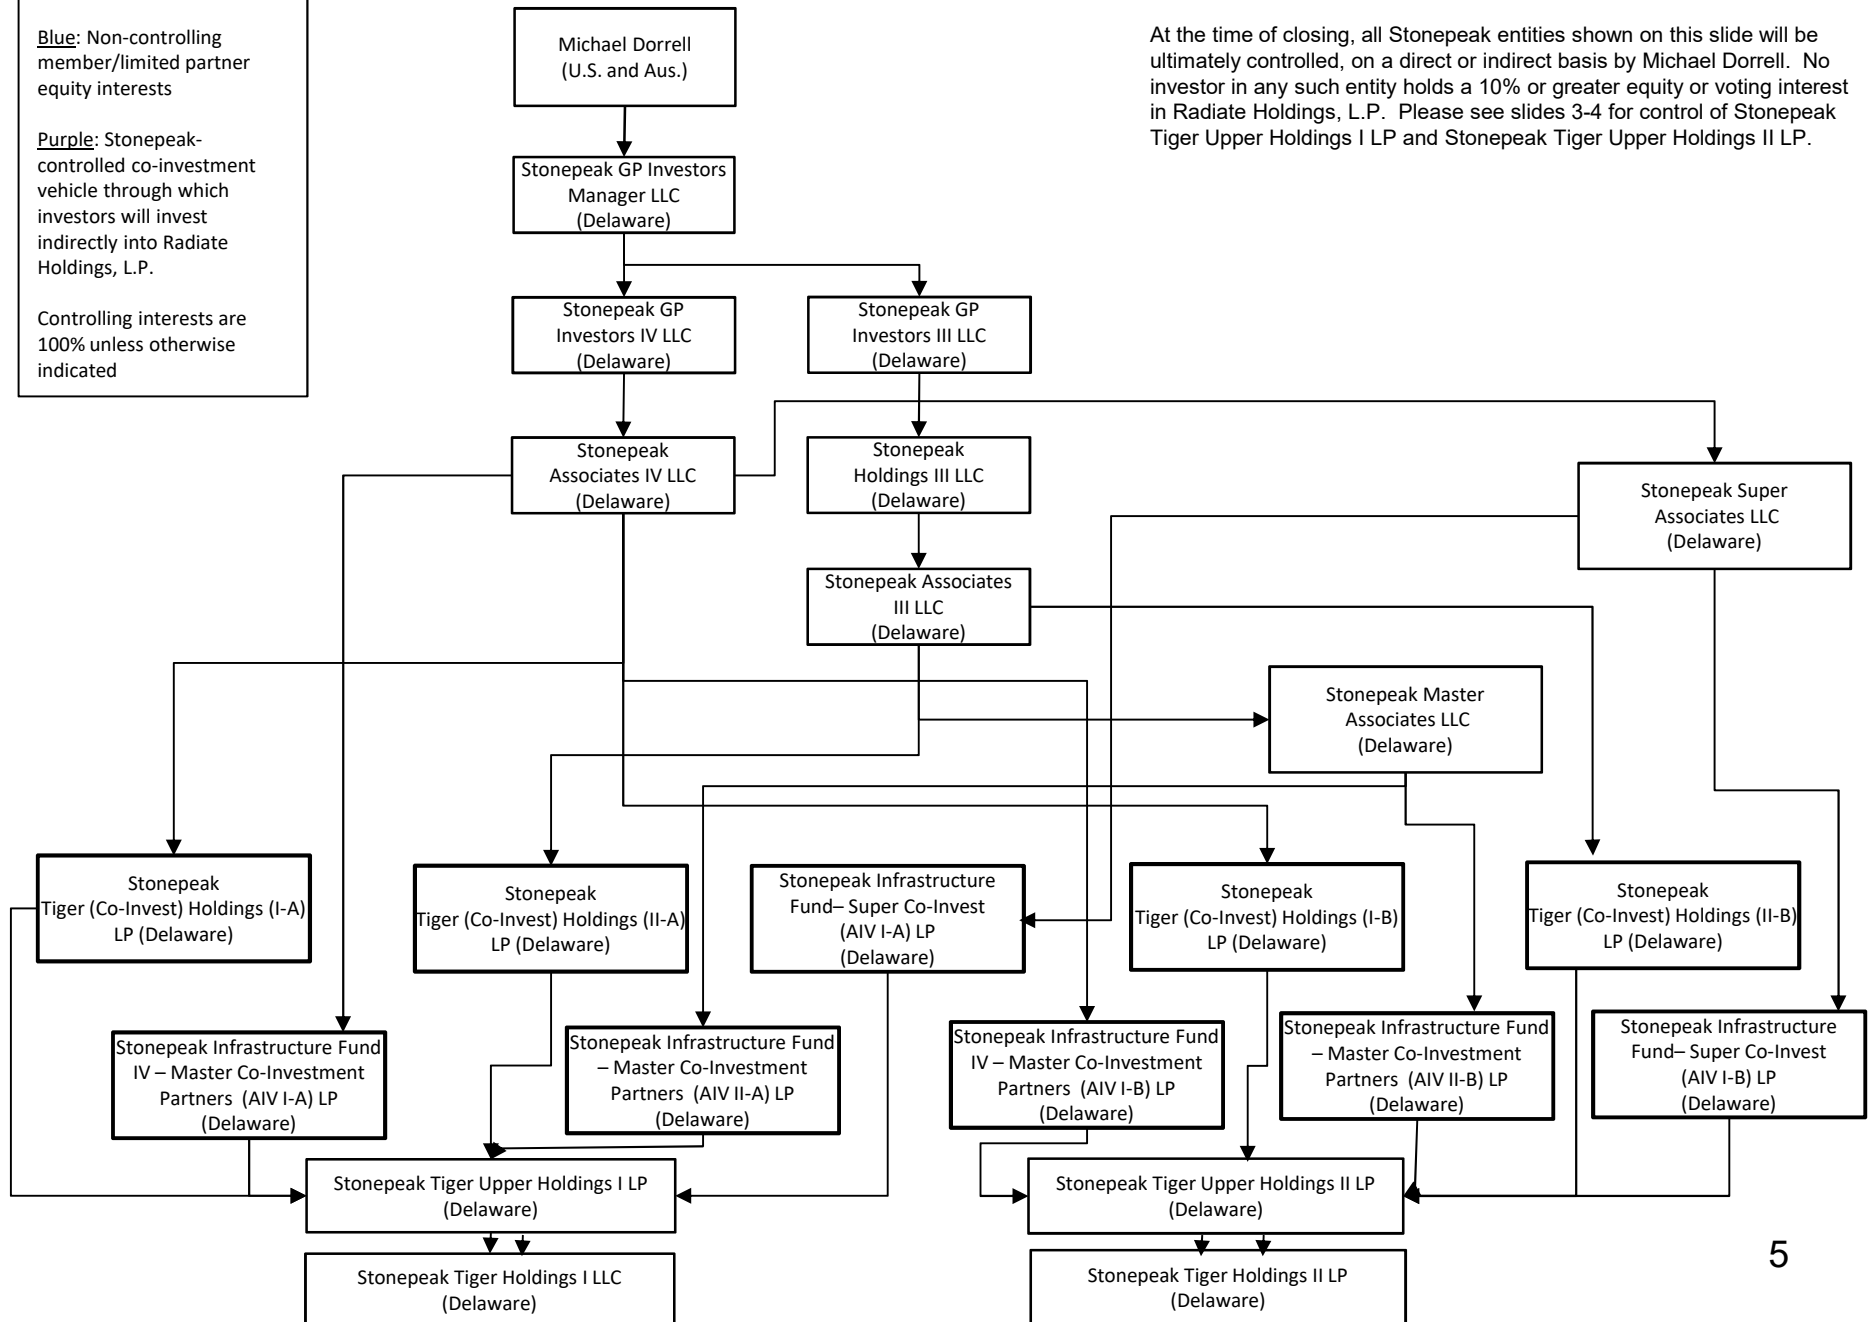 Blue: Non-controlling
member/limited partner
equity interests
Purple: Stonepeak-
controlled co-investment
vehicle through which
investors will invest
indirectly into Radiate
Holdings, L.P.
Controlling interests are
100% unless otherwise
indicated
Michael Dorrell
(U.S. and Aus.)
At the time of closing, all Stonepeak entities shown on this slide will be
ultimately controlled, on a direct or indirect basis by Michael Dorrell. No
investor in any such entity holds a 10% or greater equity or voting interest
in Radiate Holdings, L.P. Please see slides 3-4 for control of Stonepeak
Tiger Upper Holdings I LP and Stonepeak Tiger Upper Holdings II LP.
Stonepeak GP Investors
Manager LLC
(Delaware)
Stonepeak GP
Investors IV LLC
(Delaware)
Stonepeak GP
Investors III LLC
(Delaware)
Stonepeak
Associates IV LLC
(Delaware)
Stonepeak
Holdings III LLC
(Delaware)
Stonepeak Super
Associates LLC
(Delaware)
Stonepeak Associates
III LLC
(Delaware)
Stonepeak Master
Associates LLC
(Delaware)
Stonepeak
Tiger (Co-Invest) Holdings (I-A)
LP (Delaware)
Stonepeak
Tiger (Co-Invest) Holdings (II-A)
LP (Delaware)
Stonepeak Infrastructure
Fund– Super Co-Invest
(AIV I-A) LP
(Delaware)
Stonepeak
Tiger (Co-Invest) Holdings (I-B)
LP (Delaware)
Stonepeak
Tiger (Co-Invest) Holdings (II-B)
LP (Delaware)
Stonepeak Infrastructure Fund
IV – Master Co-Investment
Partners (AIV I-A) LP
(Delaware)
Stonepeak Infrastructure Fund
– Master Co-Investment
Partners (AIV II-A) LP
(Delaware)
Stonepeak Infrastructure Fund
IV – Master Co-Investment
Partners (AIV I-B) LP
(Delaware)
Stonepeak Infrastructure Fund
– Master Co-Investment
Partners (AIV II-B) LP
(Delaware)
Stonepeak Infrastructure
Fund– Super Co-Invest
(AIV I-B) LP
(Delaware)
Stonepeak Tiger Upper Holdings I LP
(Delaware)
Stonepeak Tiger Upper Holdings II LP
(Delaware)
Stonepeak Tiger Holdings I LLC
(Delaware)
Stonepeak Tiger Holdings II LP
(Delaware)
5